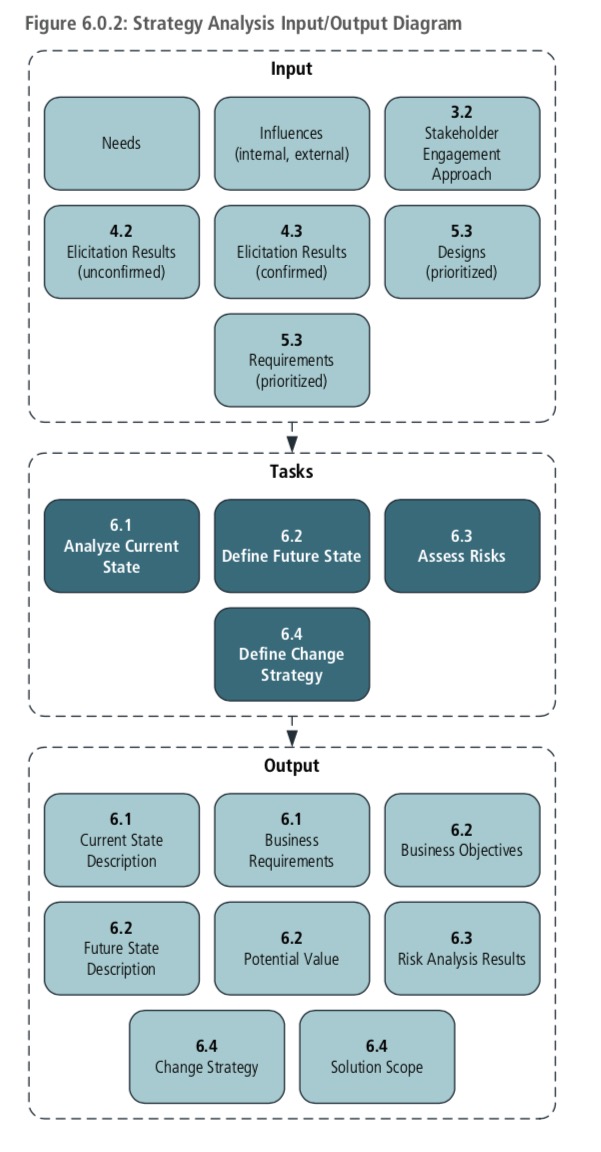 Figure 6.0.2: Strategy Analysis Input/Output Diagram
Input
Needs
Influences
(internal, external)
3.2
Stakeholder
Engagement
Approach
4.2
Elicitation Results
(unconfirmed)
4.3
Elicitation Results
(confirmed)
5.3
Designs
(prioritized)
5.3
Requirements
(prioritized)
Tasks
6.1
Analyze Current
State
6.2
Define Future State
6.3
Assess Risks
6.4
Define Change
Strategy
Output
6.1
Current State
Description
6.1
Business
Requirements
6.2
Business Objectives
6.2
Future State
Description
6.2
Potential Value
6.3
Risk Analysis Results
6.4
Change Strategy
6.4
Solution Scope